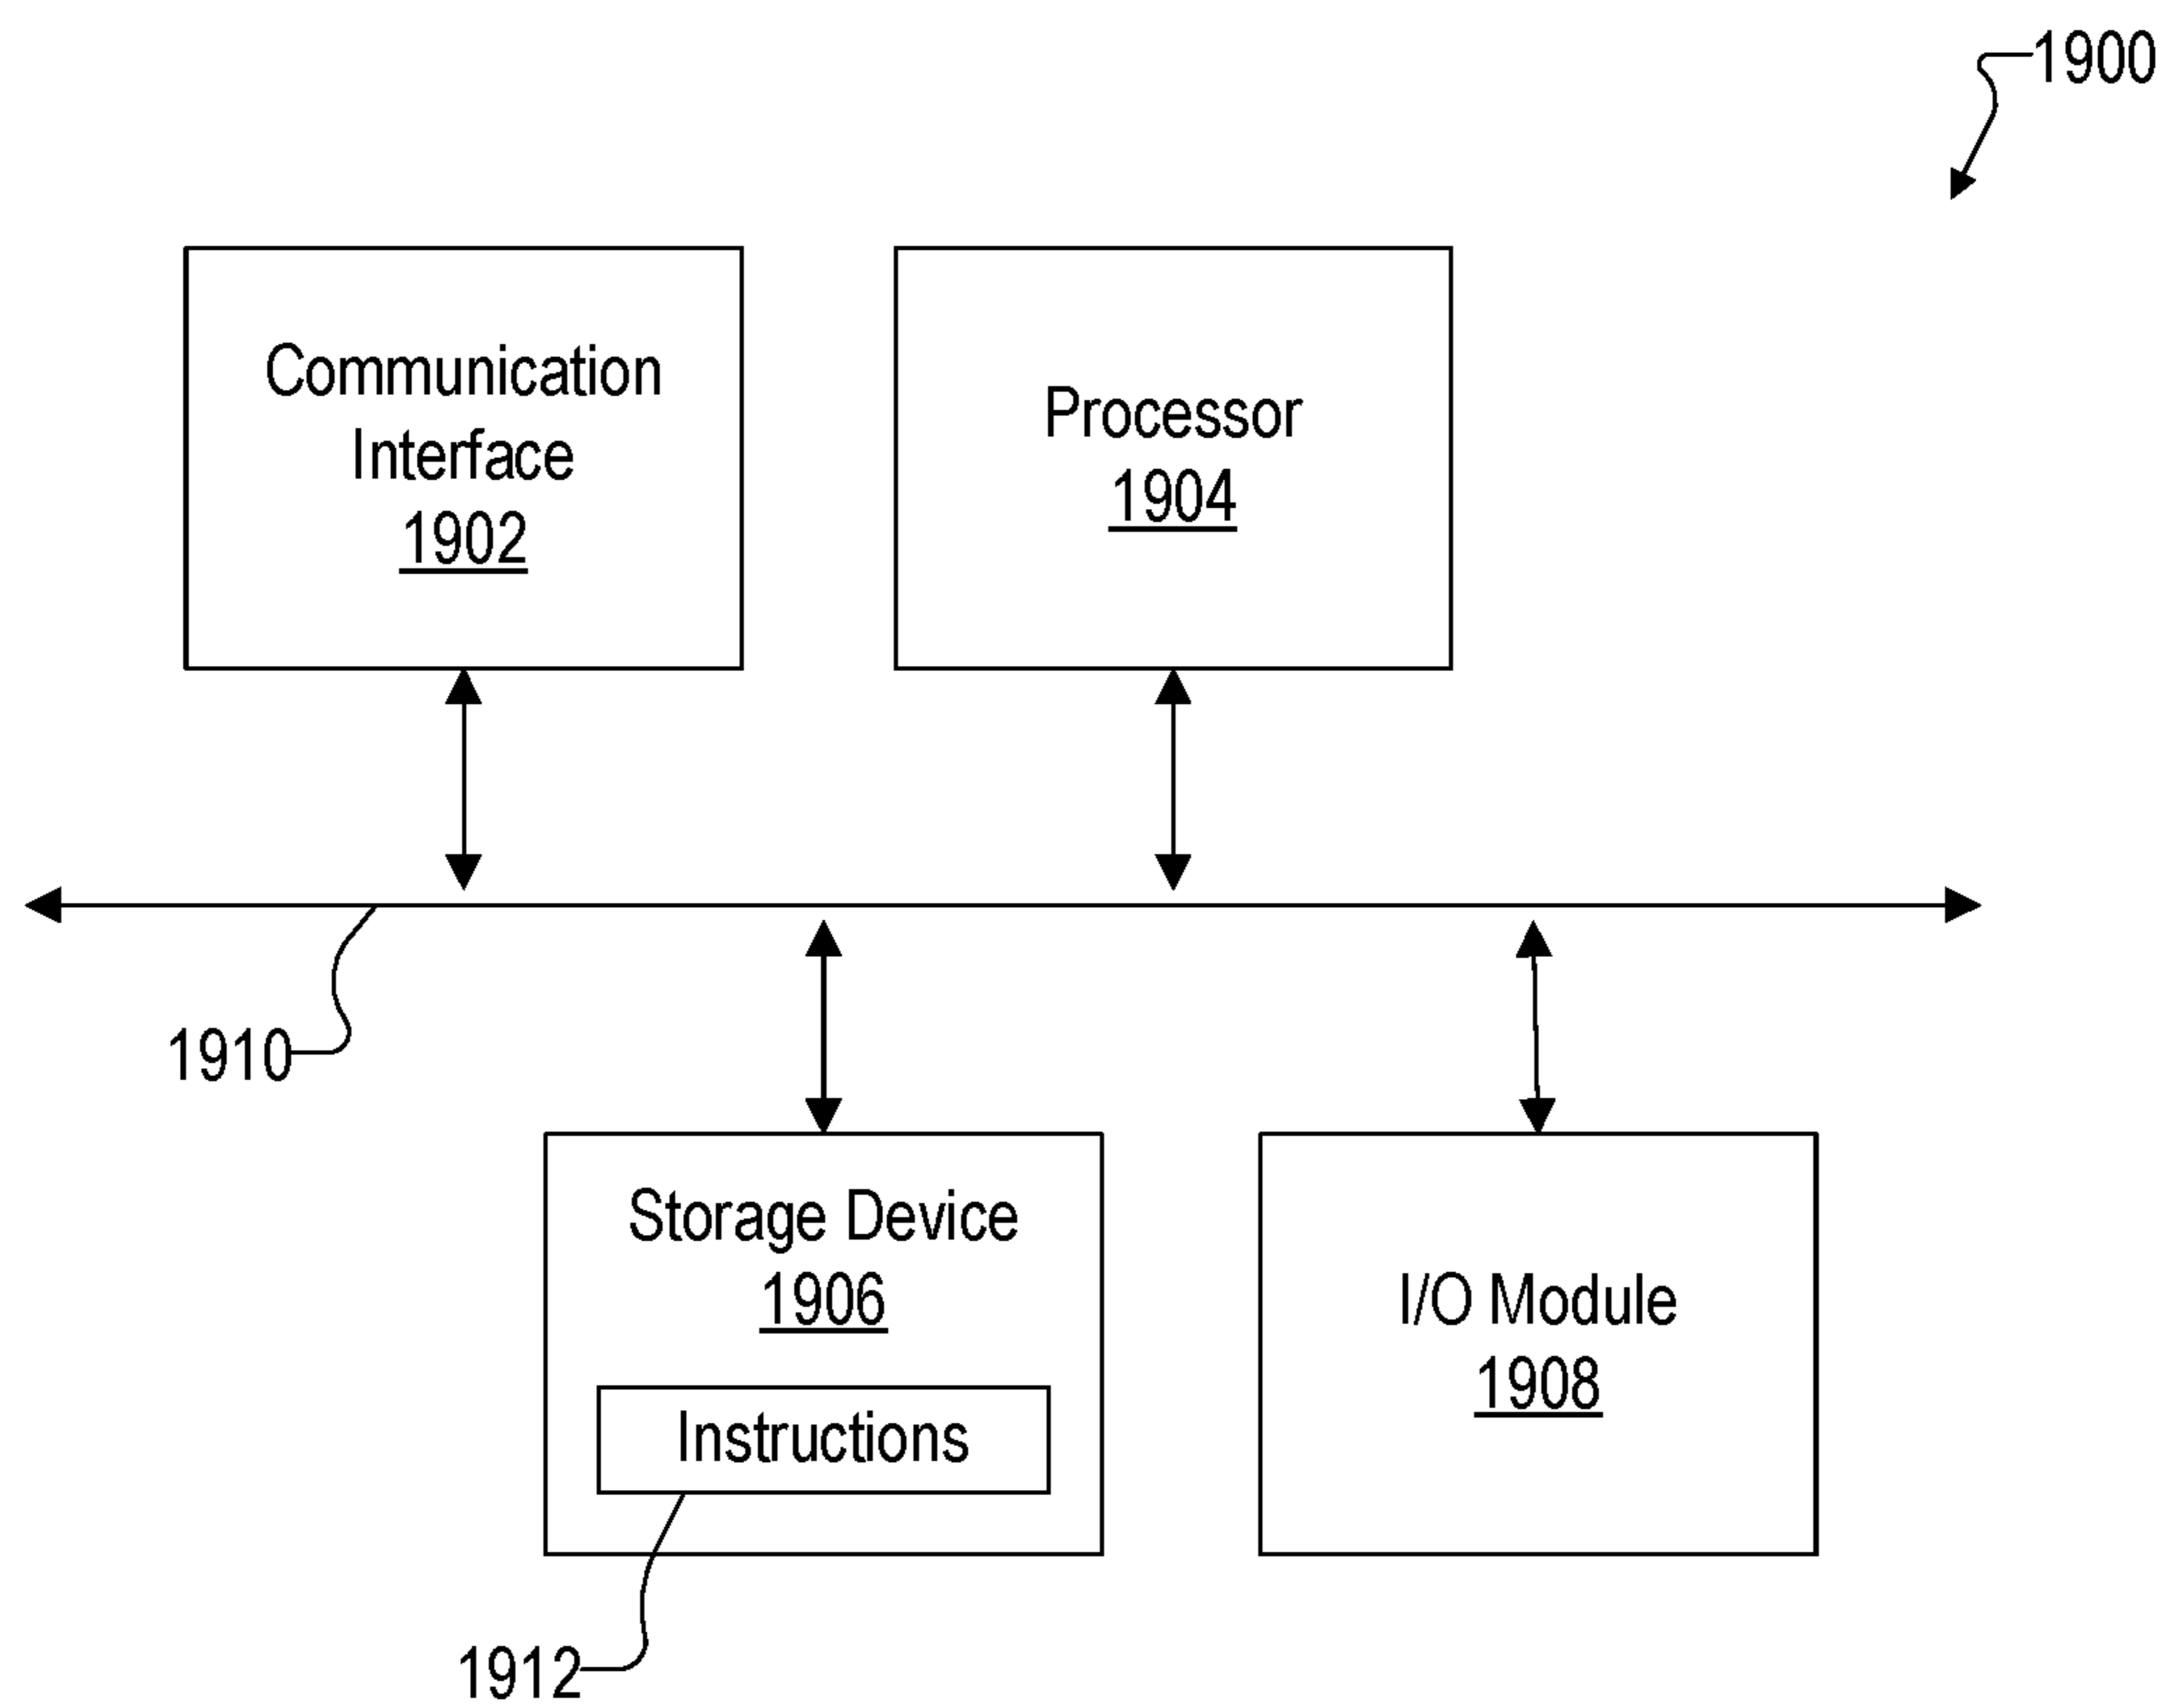 1900
Communication
Interface
1902
Processor
1904
1910
Storage Device
1906
Instructions
I/O Module
1908
1912